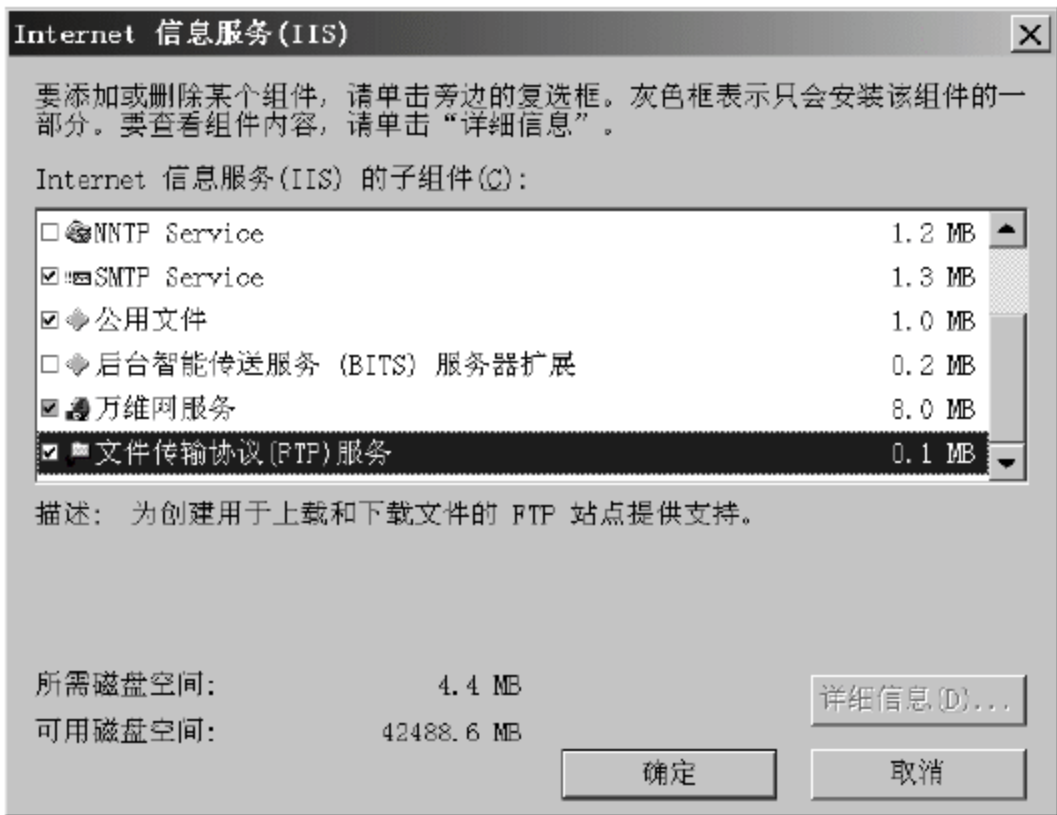 Internet 信息服务(IIS)
要添加或删除某个组件，请单击旁边的复选框。灰色框表示只会安装该组件的一
部分。要查看组件内容，请单击“详细信息”。
Internet 信息服务(IIS) 的子组件(C):
NNTP Service 1.2 MB
SMTP Service 1.3 MB
公用文件 1.0 MB
后台智能传送服务 (BITS) 服务器扩展 0.2 MB
万维网服务 8.0 MB
文件传输协议(FTP)服务 0.1 MB
描述: 为创建用于上载和下载文件的 FTP 站点提供支持。
所需磁盘空间: 4.4 MB
详细信息(D)...
可用磁盘空间: 42488.6 MB
确定 取消